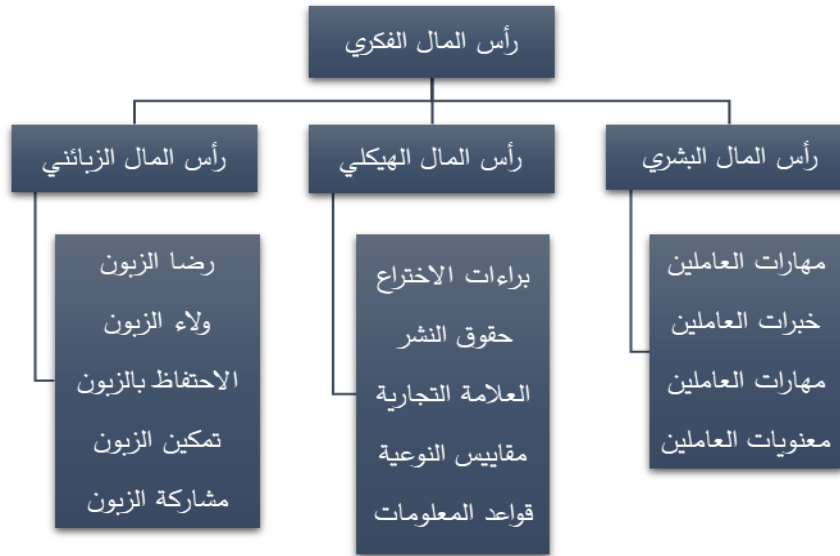 رأس المال الفكري
رأس المال البشري
مهارات العاملين
خبرات العاملين
مهارات العاملين
معنويات العاملين
رأس المال الهيكلي
براءات الاختراع
حقوق النشر
العلامة التجارية
مقاييس النوعية
قواعد المعلومات
رأس المال الزبائني
رضا الزبون
ولاء الزبون
الاحتفاظ بالزبون
تمكين الزبون
مشاركة الزبون